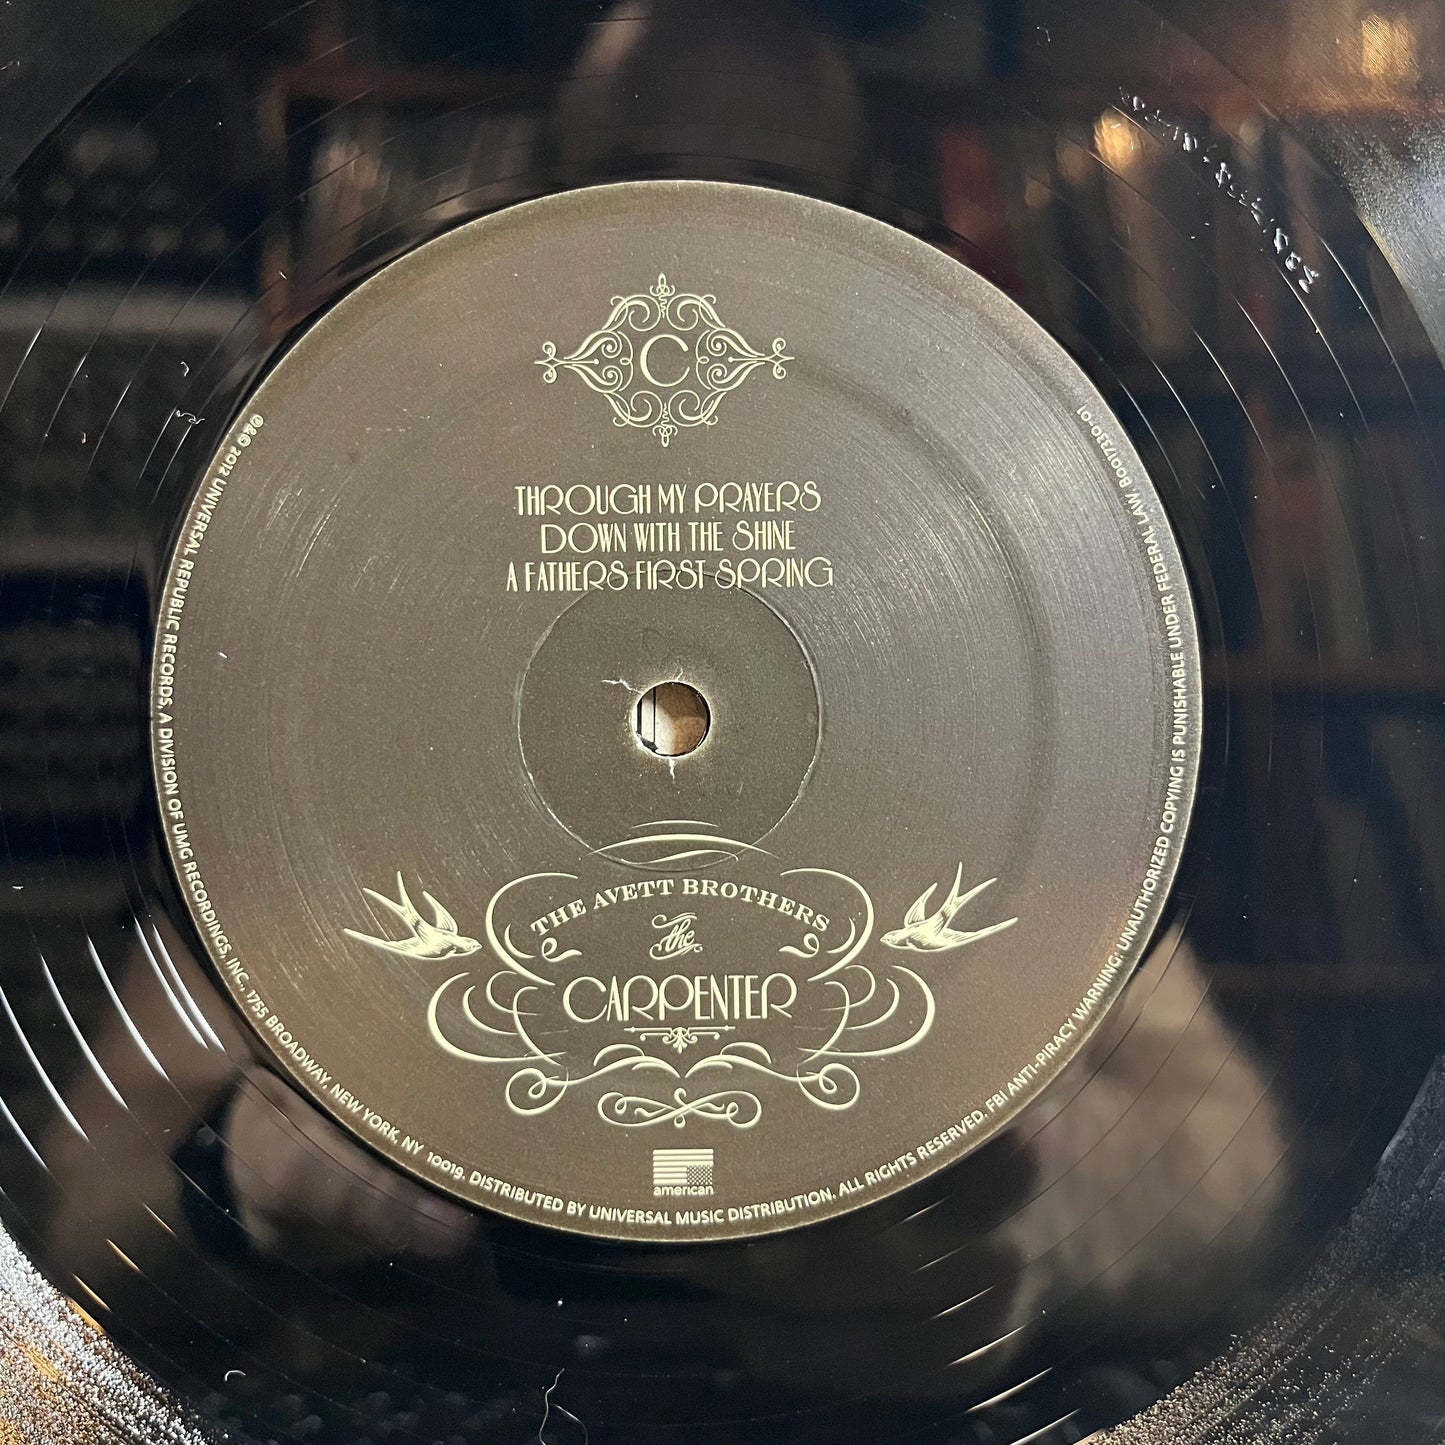 C
THROUGH MY PRAYERS
DOWN WITH THE SHINE
A FATHERS FIRST SPRING
THE AVETT BROTHERS
the
CARPENTER
american
℗&© 2012 UNIVERSAL REPUBLIC RECORDS, A DIVISION OF UMG RECORDINGS, INC., 1755 BROADWAY, NEW YORK, NY 10019. DISTRIBUTED BY UNIVERSAL MUSIC DISTRIBUTION. ALL RIGHTS RESERVED. FBI ANTI-PIRACY WARNING: UNAUTHORIZED COPYING IS PUNISHABLE UNDER FEDERAL LAW B0017330-01